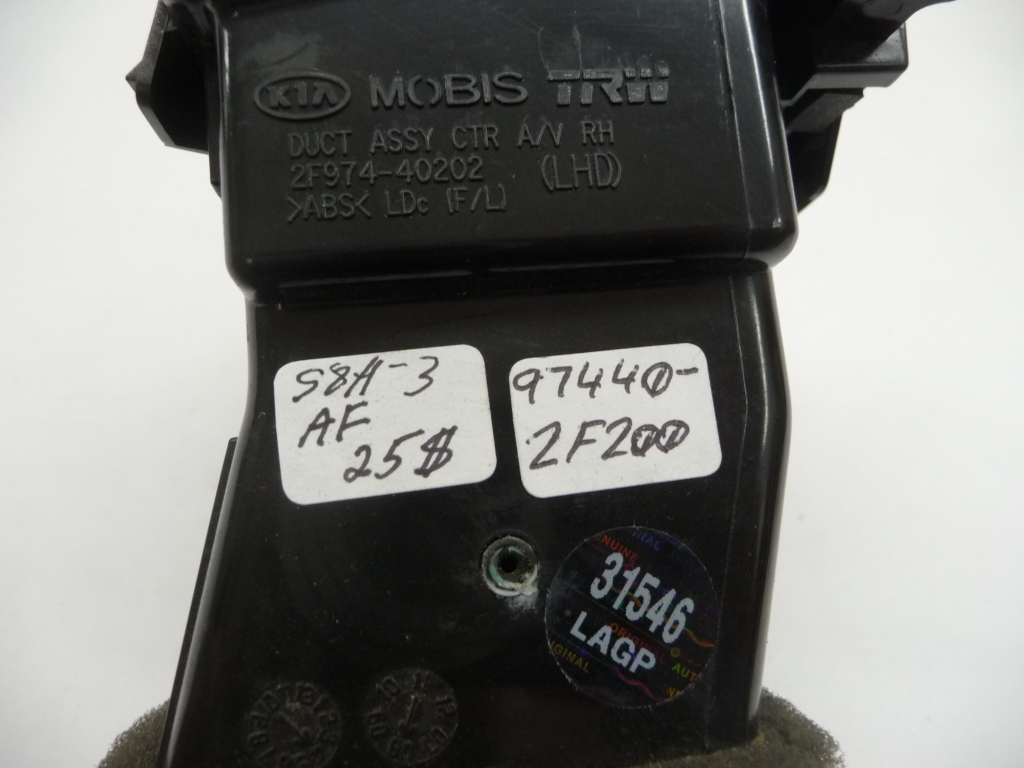 KIA MOBIS TRW
DUCT ASSY CTR A/V RH
2F974-40202 (LHD)
>ABS< LDc (F/L)
S8A-3
AF
25$
97440-
2F200
31546
LAGP